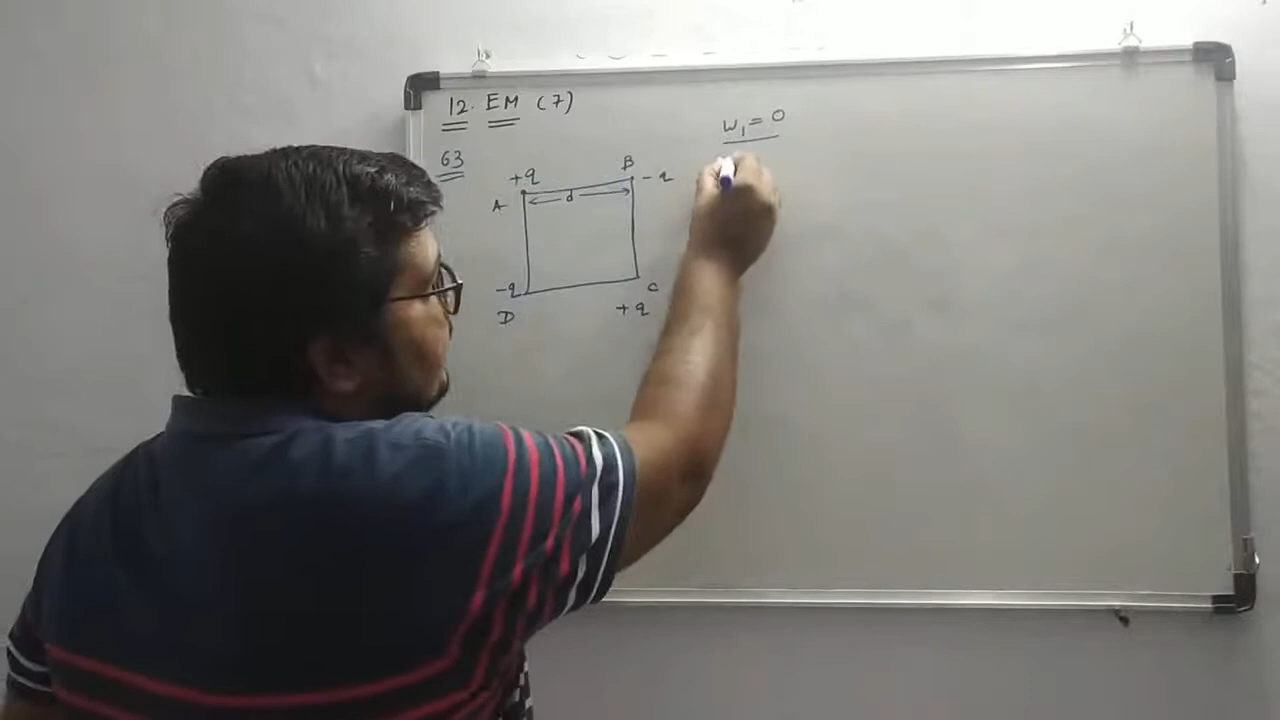 12. EM (7)
W₁ = 0
63
+q
B
-q
A
d
-q
C
D
+q